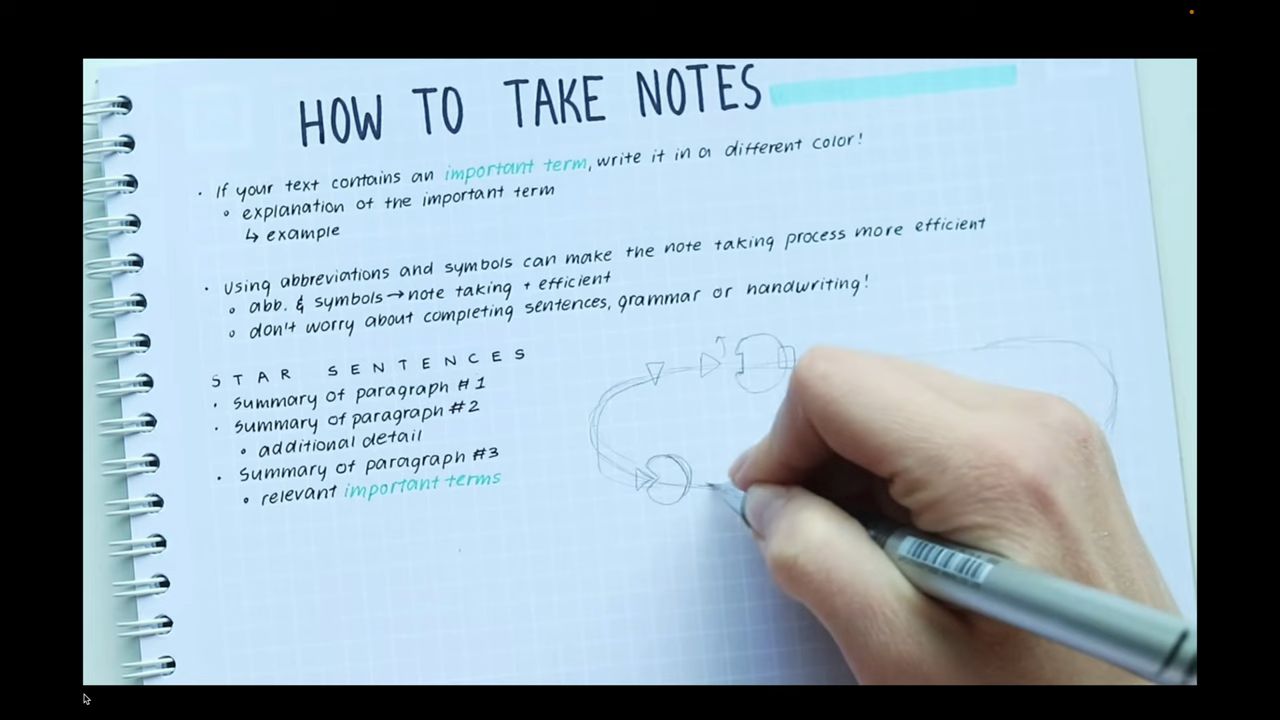 HOW TO TAKE NOTES
· If your text contains an important term, write it in a different color!
∘ explanation of the important term
↳ example
· Using abbreviations and symbols can make the note taking process more efficient
∘ abb. & symbols → note taking + efficient
∘ don't worry about completing sentences, grammar or handwriting!
STAR SENTENCES
· Summary of paragraph #1
· Summary of paragraph #2
∘ additional detail
· Summary of paragraph #3
∘ relevant important terms